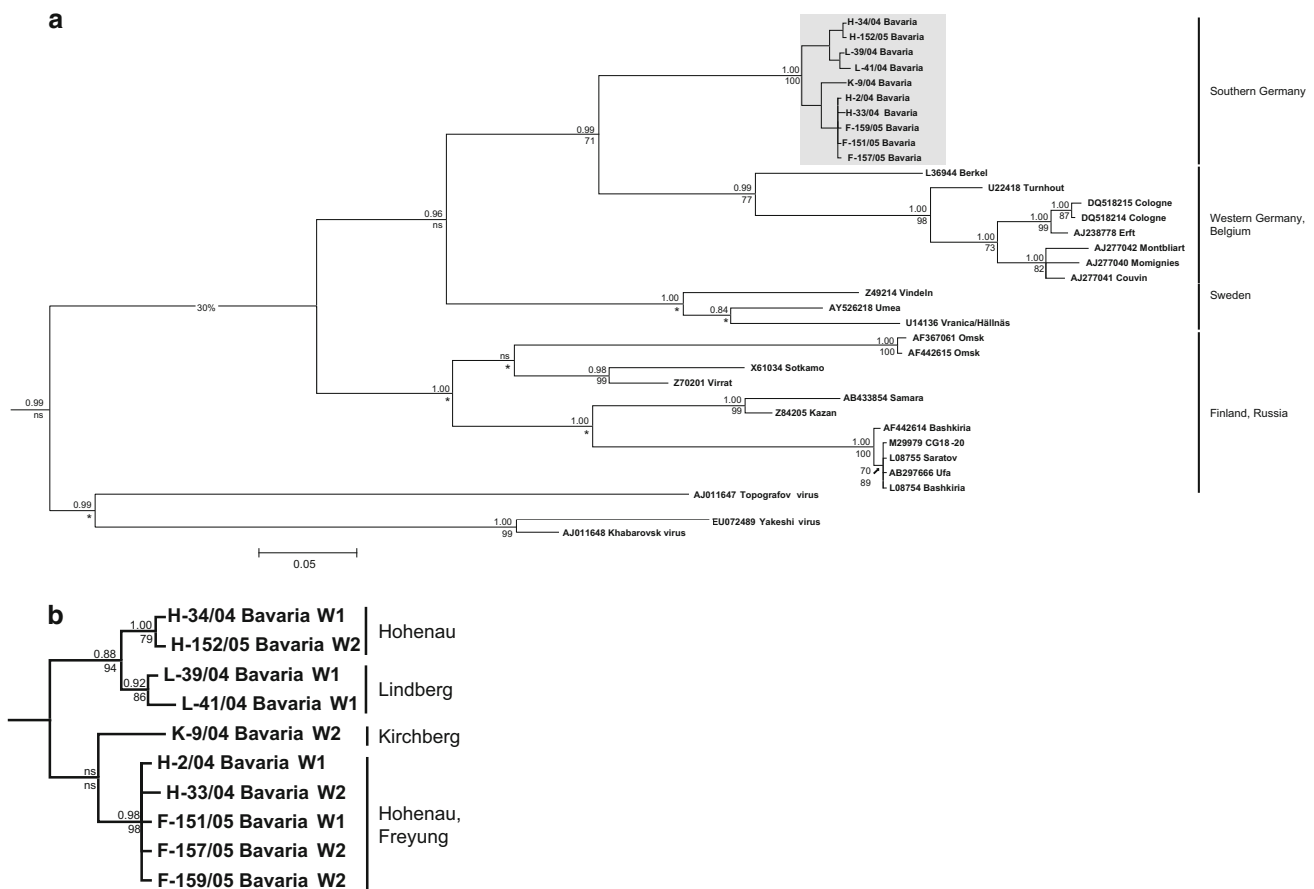 a
H-34/04 Bavaria
H-152/05 Bavaria
L-39/04 Bavaria
L-41/04 Bavaria
1.00
100
K-9/04 Bavaria
H-2/04 Bavaria
H-33/04 Bavaria
F-159/05 Bavaria
F-151/05 Bavaria
F-157/05 Bavaria
Southern Germany
0.99
71
L36944 Berkel
0.99
77
U22418 Turnhout
1.00
98
DQ518215 Cologne
1.00
87
DQ518214 Cologne
1.00
99
AJ238778 Erft
1.00
73
AJ277042 Montbliart
1.00
82
AJ277040 Momignies
AJ277041 Couvin
Western Germany,
Belgium
0.96
ns
Z49214 Vindeln
1.00
*
AY526218 Umea
0.84
*
U14136 Vranica/Hällnäs
Sweden
30%
AF367061 Omsk
1.00
100
AF442615 Omsk
ns
*
X61034 Sotkamo
0.98
99
Z70201 Virrat
1.00
*
AB433854 Samara
1.00
99
Z84205 Kazan
1.00
*
AF442614 Bashkiria
1.00
100
M29979 CG18-20
L08755 Saratov
70
89
AB297666 Ufa
L08754 Bashkiria
Finland, Russia
0.99
ns
AJ011647 Topografov virus
0.99
*
EU072489 Yakeshi virus
1.00
99
AJ011648 Khabarovsk virus
0.05
b
H-34/04 Bavaria W1
1.00
79
H-152/05 Bavaria W2
Hohenau
0.88
94
L-39/04 Bavaria W1
0.92
86
L-41/04 Bavaria W1
Lindberg
K-9/04 Bavaria W2
Kirchberg
ns
ns
H-2/04 Bavaria W1
H-33/04 Bavaria W2
0.98
98
F-151/05 Bavaria W1
F-157/05 Bavaria W2
F-159/05 Bavaria W2
Hohenau,
Freyung